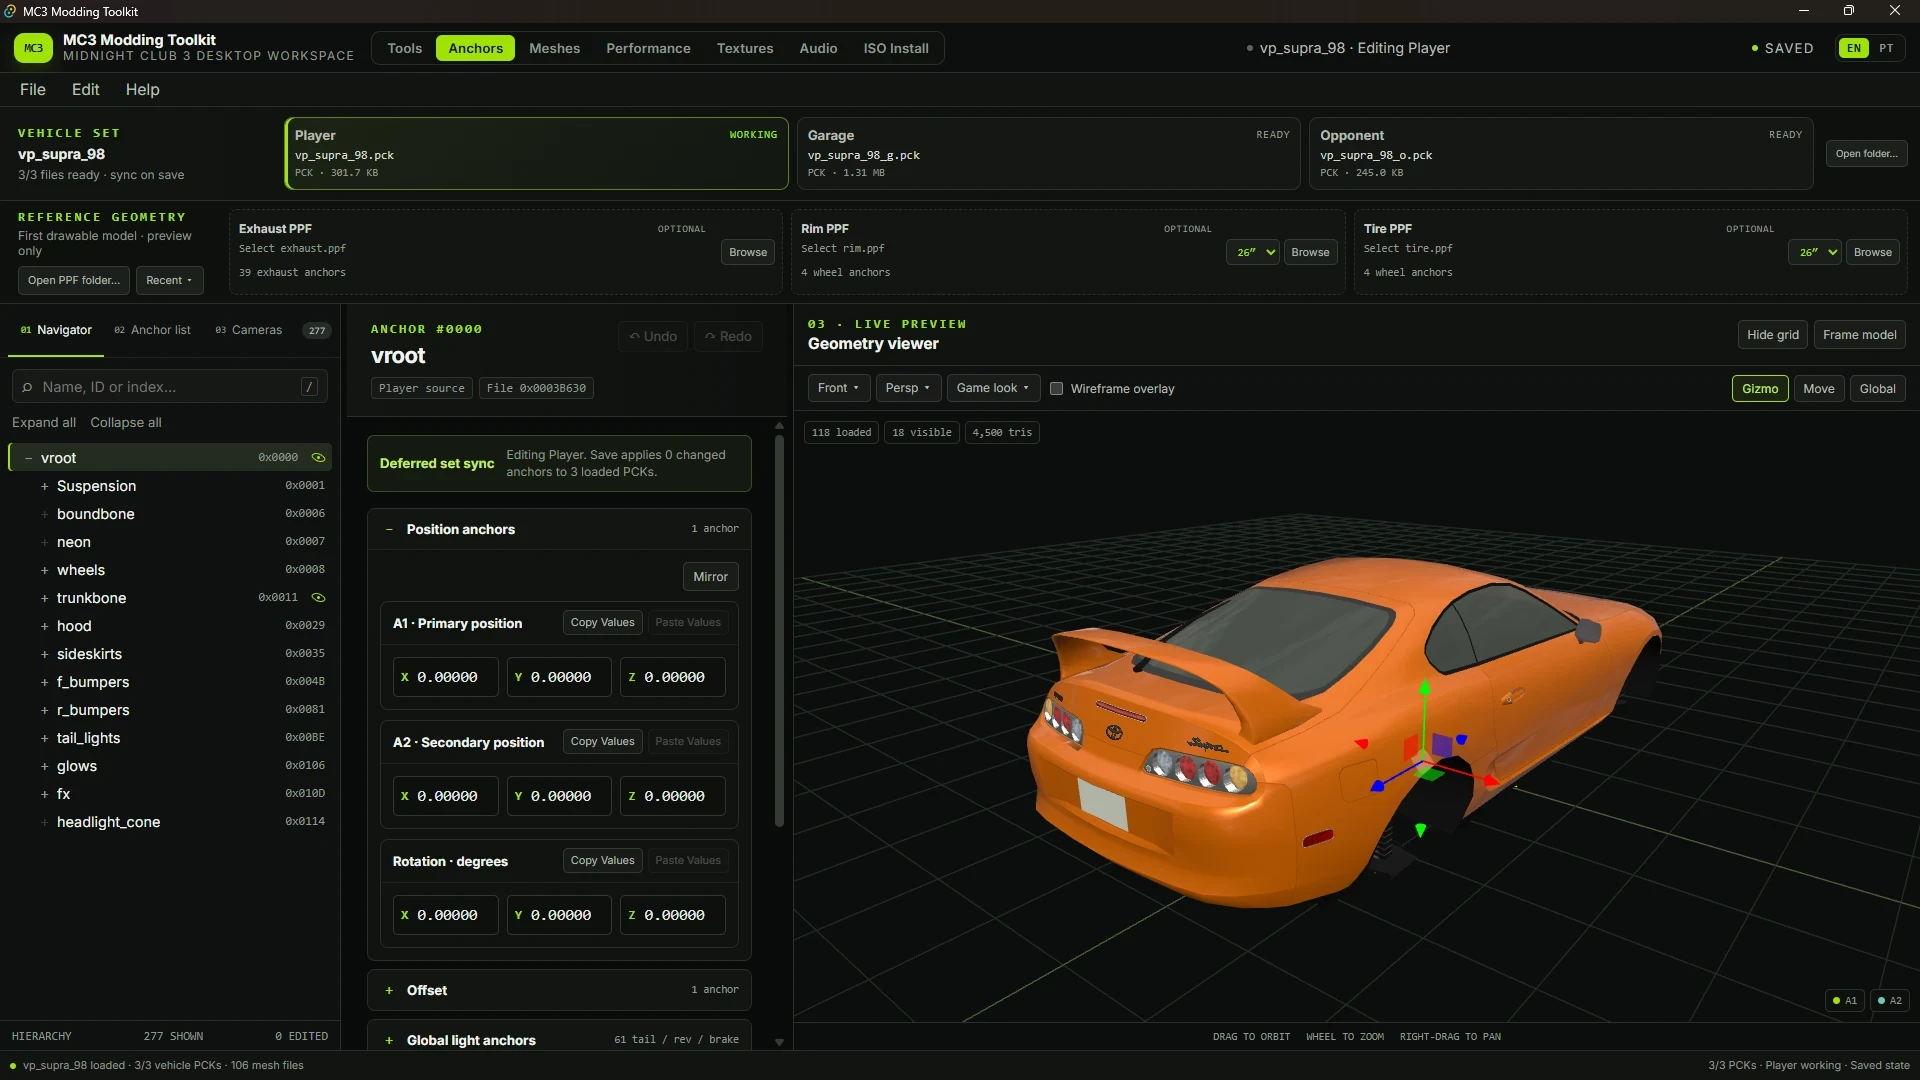 MC3 Modding Toolkit
MC3
MC3 Modding Toolkit
MIDNIGHT CLUB 3 DESKTOP WORKSPACE
Tools Anchors Meshes Performance Textures Audio ISO Install
vp_supra_98 · Editing Player
SAVED
EN PT
File Edit Help
VEHICLE SET
vp_supra_98
3/3 files ready · sync on save
Player WORKING
vp_supra_98.pck
PCK · 301.7 KB
Garage READY
vp_supra_98_g.pck
PCK · 1.31 MB
Opponent READY
vp_supra_98_o.pck
PCK · 245.0 KB
Open folder...
REFERENCE GEOMETRY
First drawable model · preview
only
Open PPF folder... Recent
Exhaust PPF OPTIONAL
Select exhaust.ppf
Browse
39 exhaust anchors
Rim PPF OPTIONAL
Select rim.ppf
26" Browse
4 wheel anchors
Tire PPF OPTIONAL
Select tire.ppf
26" Browse
4 wheel anchors
01 Navigator 02 Anchor list 03 Cameras 277
Name, ID or index... /
Expand all Collapse all
− vroot 0x0000
+ Suspension 0x0001
+ boundbone 0x0006
+ neon 0x0007
+ wheels 0x0008
+ trunkbone 0x0011
+ hood 0x0029
+ sideskirts 0x0035
+ f_bumpers 0x004B
+ r_bumpers 0x0081
+ tail_lights 0x00BE
+ glows 0x0106
+ fx 0x010D
+ headlight_cone 0x0114
HIERARCHY 277 SHOWN 0 EDITED
ANCHOR #0000
vroot
Undo Redo
Player source File 0x0003B630
Deferred set sync
Editing Player. Save applies 0 changed
anchors to 3 loaded PCKs.
− Position anchors 1 anchor
Mirror
A1 · Primary position Copy Values Paste Values
X 0.00000 Y 0.00000 Z 0.00000
A2 · Secondary position Copy Values Paste Values
X 0.00000 Y 0.00000 Z 0.00000
Rotation · degrees Copy Values Paste Values
X 0.00000 Y 0.00000 Z 0.00000
+ Offset 1 anchor
+ Global light anchors 61 tail / rev / brake
03 · LIVE PREVIEW
Geometry viewer
Hide grid Frame model
Front Persp Game look Wireframe overlay
Gizmo Move Global
118 loaded 18 visible 4,500 tris
Supra
A1 A2
DRAG TO ORBIT WHEEL TO ZOOM RIGHT-DRAG TO PAN
vp_supra_98 loaded · 3/3 vehicle PCKs · 106 mesh files
3/3 PCKs · Player working · Saved state